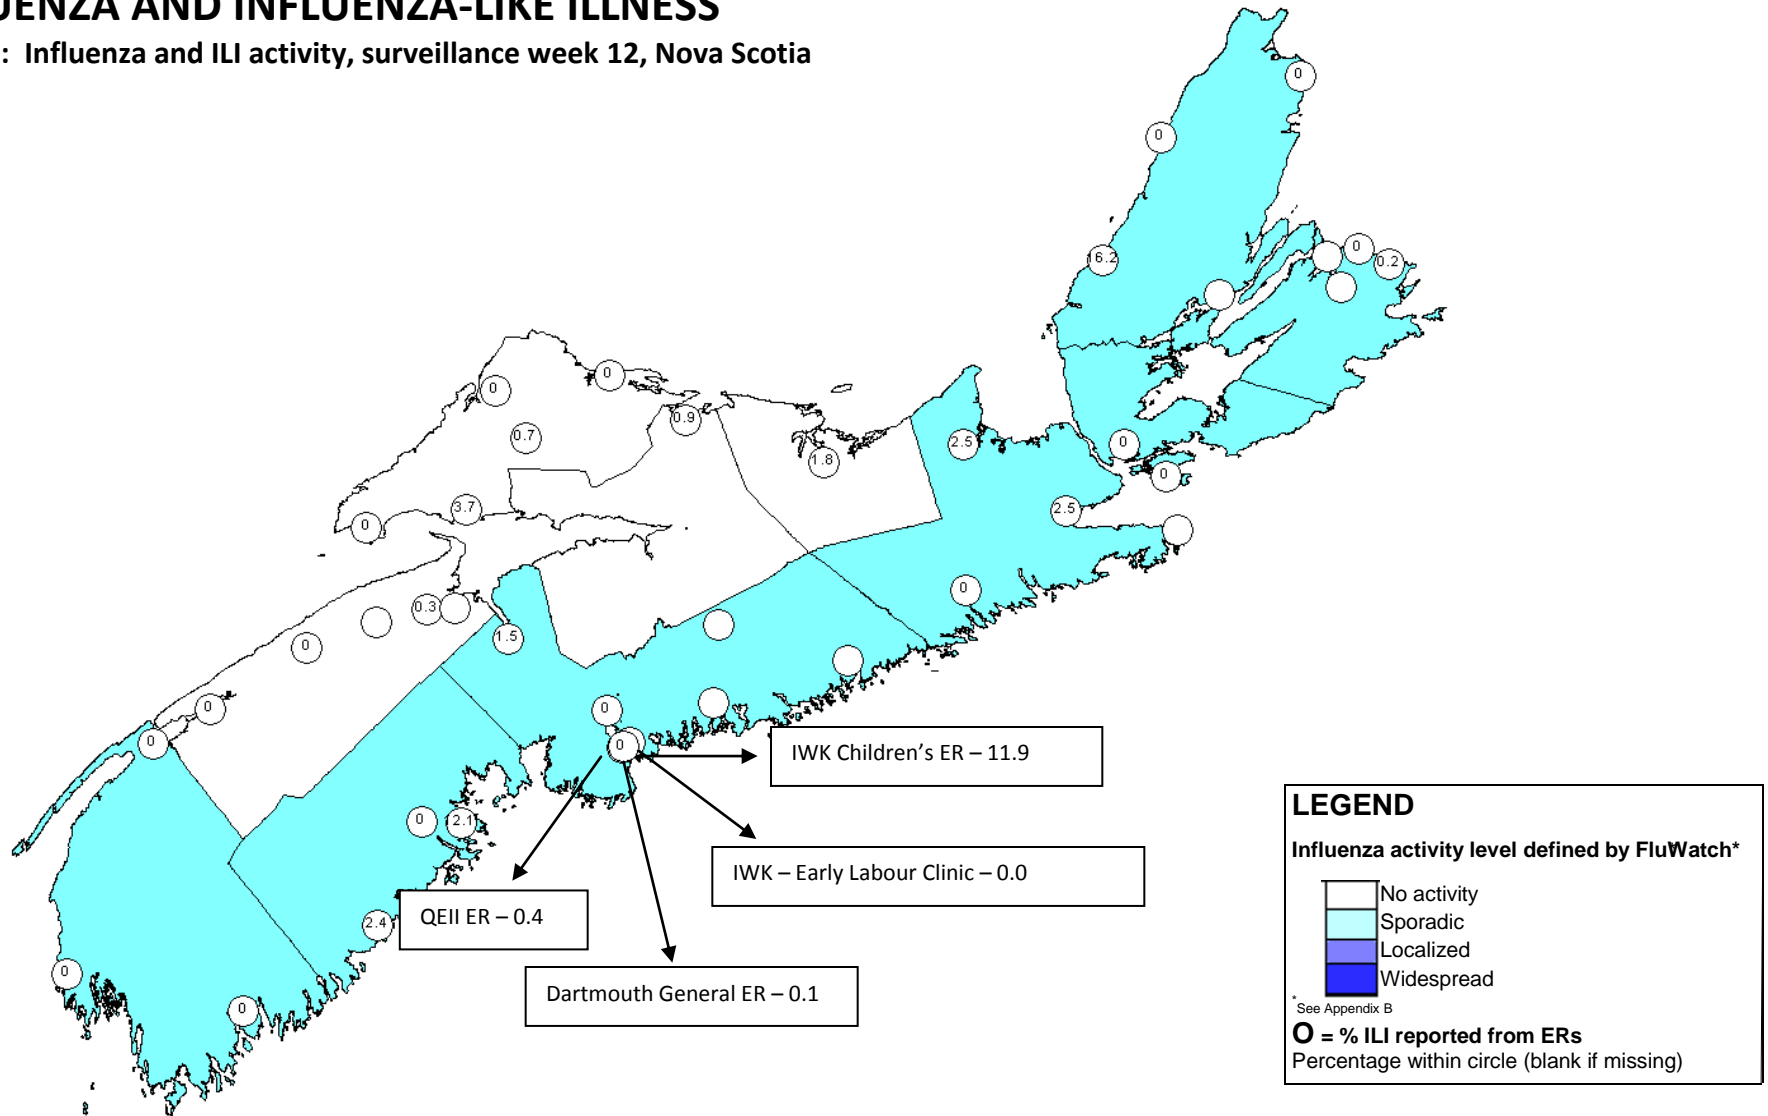 UENZA AND INFLUENZA-LIKE ILLNESS
: Influenza and ILI activity, surveillance week 12, Nova Scotia
0
0
16.2
0
0.2
0
0
0.9
0.7
1.8
2.5
0
0
3.7
0
2.5
0
0.3
1.5
0
0
0
0
0
IWK Children's ER – 11.9
0
12.1
IWK – Early Labour Clinic – 0.0
QEII ER – 0.4
2.4
0
0
Dartmouth General ER – 0.1
LEGEND
Influenza activity level defined by FluWatch*
No activity
Sporadic
Localized
Widespread
*See Appendix B
O = % ILI reported from ERs
Percentage within circle (blank if missing)